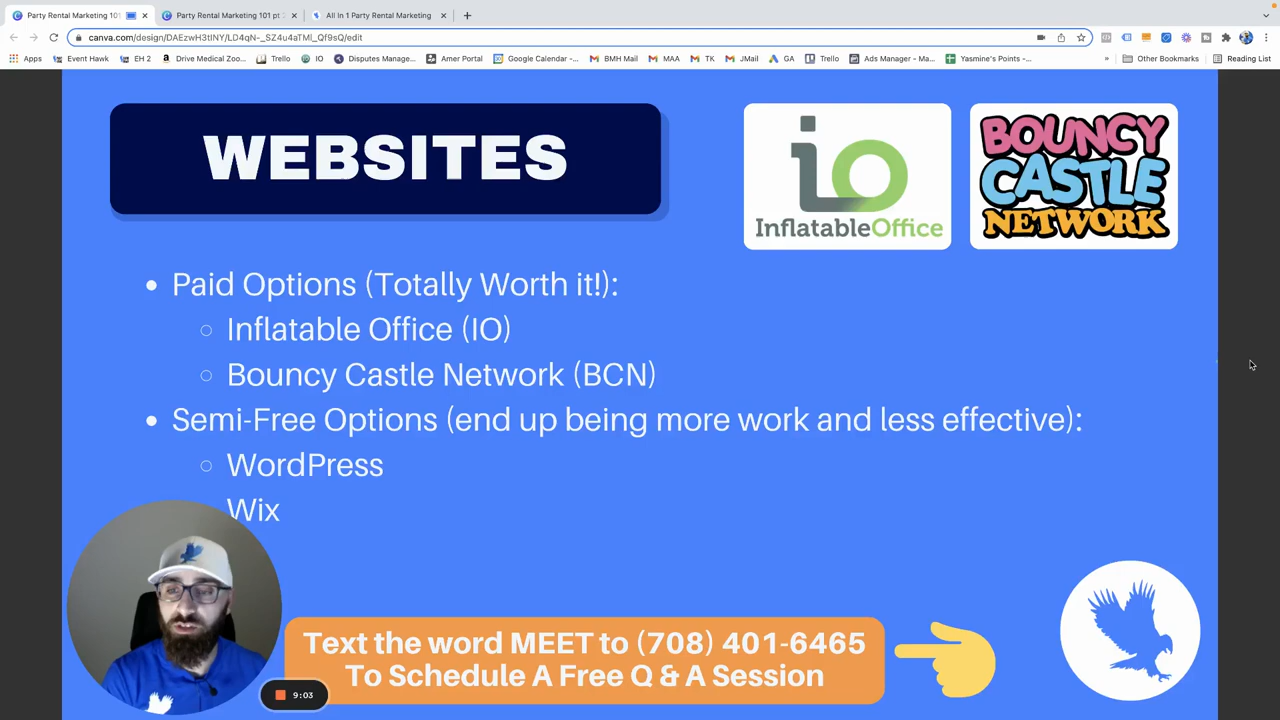 Party Rental Marketing 101
Party Rental Marketing 101 pt
All In 1 Party Rental Marketing
canva.com/design/DAEzwH3tINY/LD4qN-_SZ4u4aTMl_Qf9sQ/edit
Apps
Event Hawk
EH 2
Drive Medical Zoo...
Trello
IO
Disputes Manage...
Amer Portal
Google Calendar -...
BMH Mail
MAA
TK
JMail
GA
Trello
Ads Manager - Ma...
Yasmine's Points -...
»
Other Bookmarks
Reading List
WEBSITES
iO
InflatableOffice
BOUNCY
CASTLE
NETWORK
• Paid Options (Totally Worth it!):
○ Inflatable Office (IO)
○ Bouncy Castle Network (BCN)
• Semi-Free Options (end up being more work and less effective):
○ WordPress
Wix
Text the word MEET to (708) 401-6465
To Schedule A Free Q & A Session
9:03